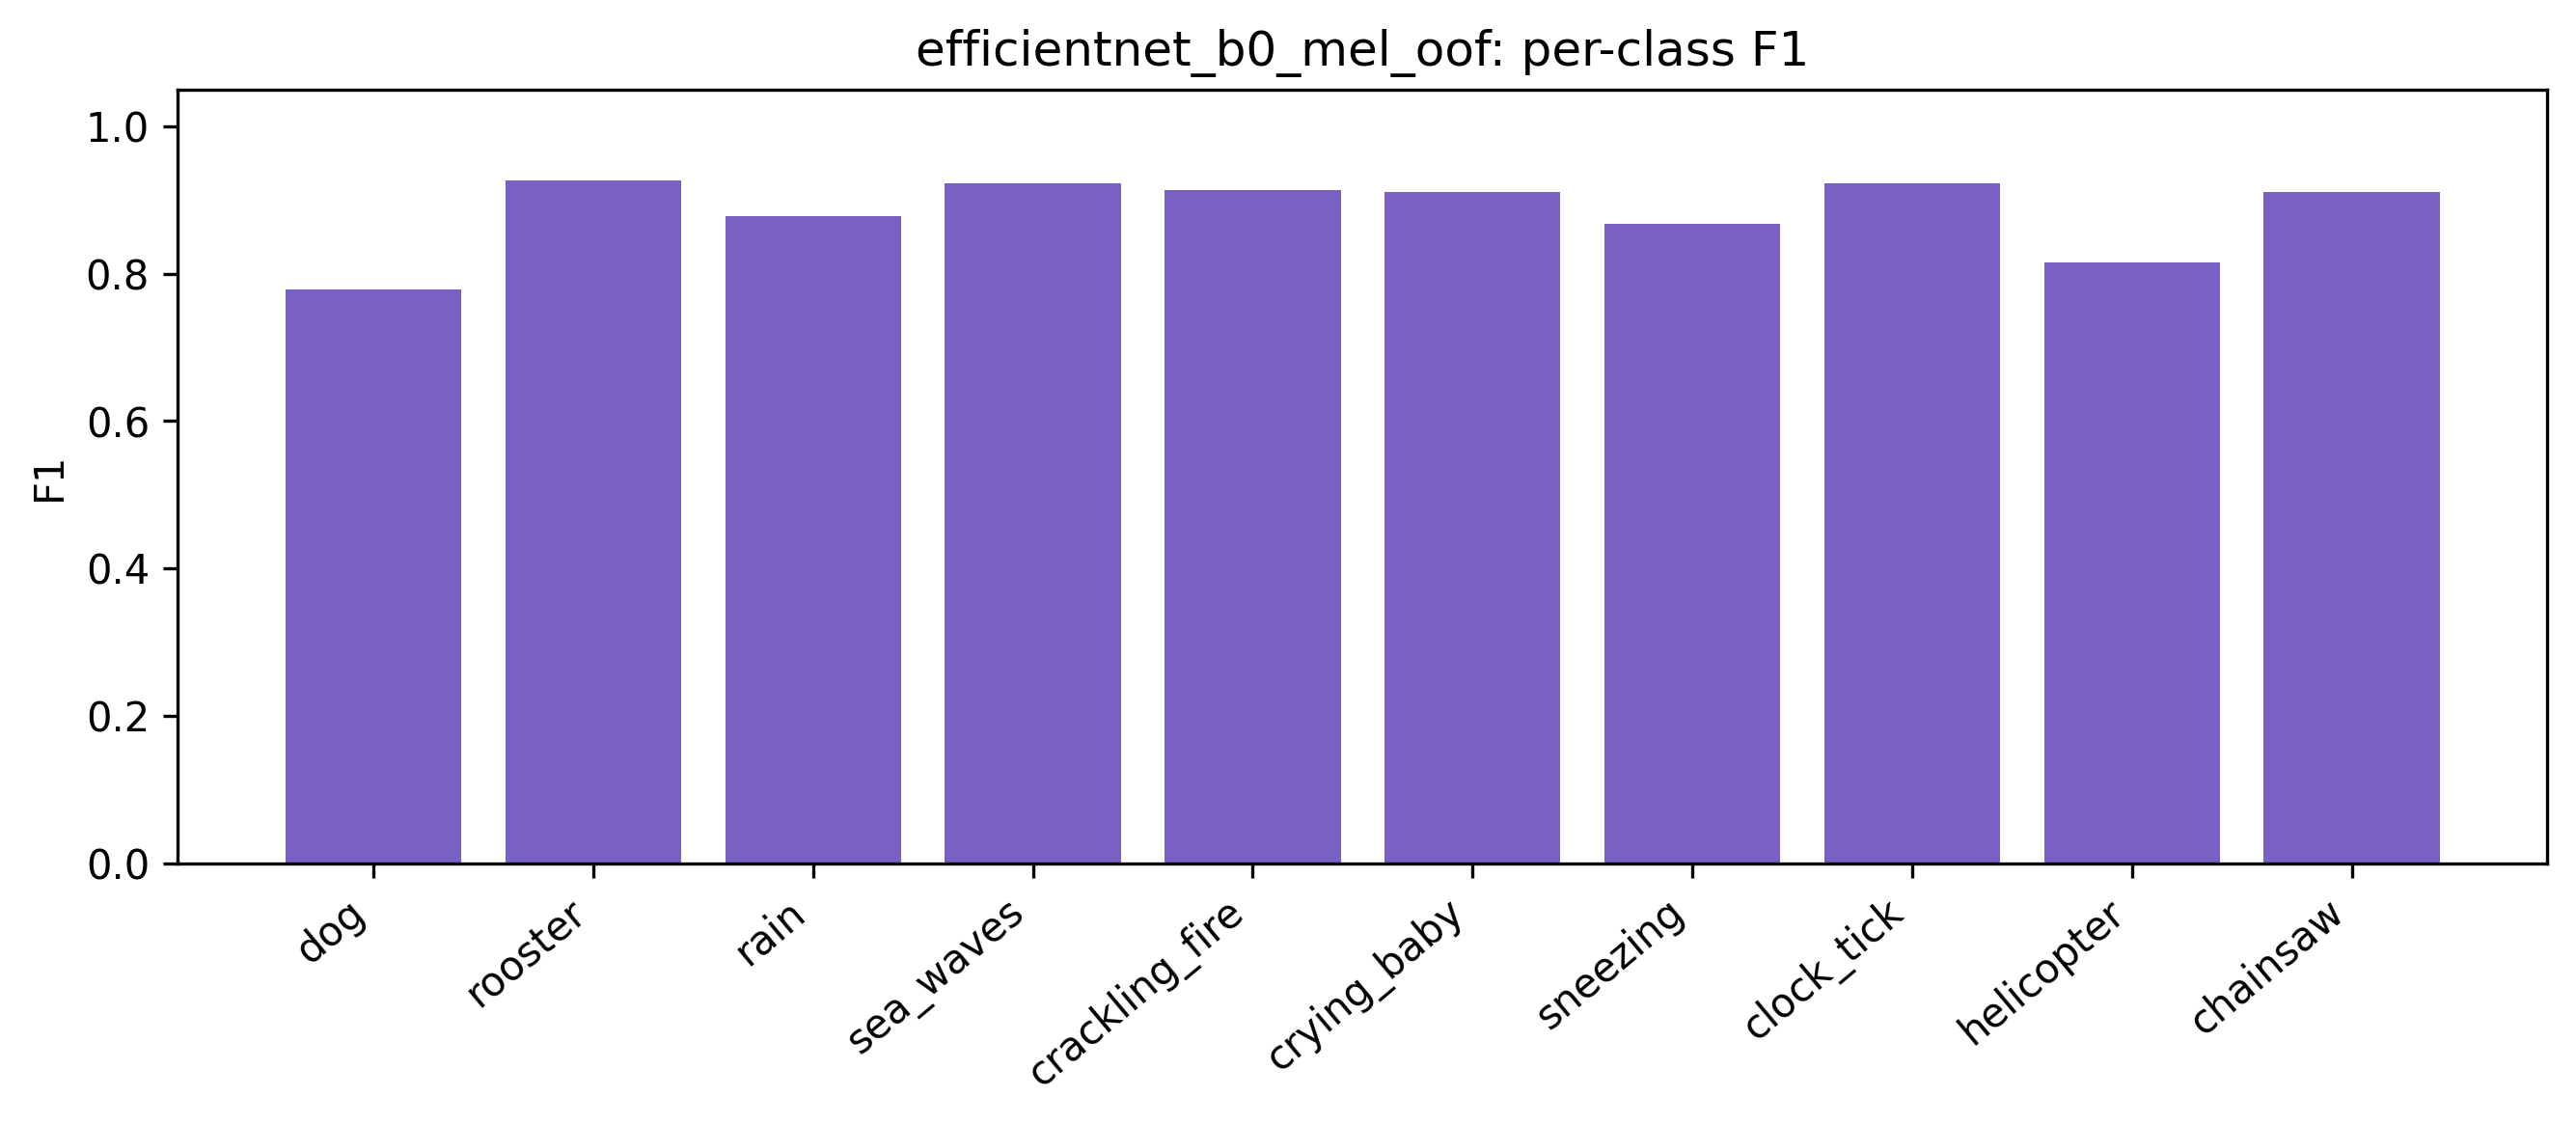 efficientnet_b0_mel_oof: per-class F1
1.0
0.8
0.6
0.4
0.2
0.0
F1
dog
rooster
rain
sea_waves
crackling_fire
crying_baby
sneezing
clock_tick
helicopter
chainsaw